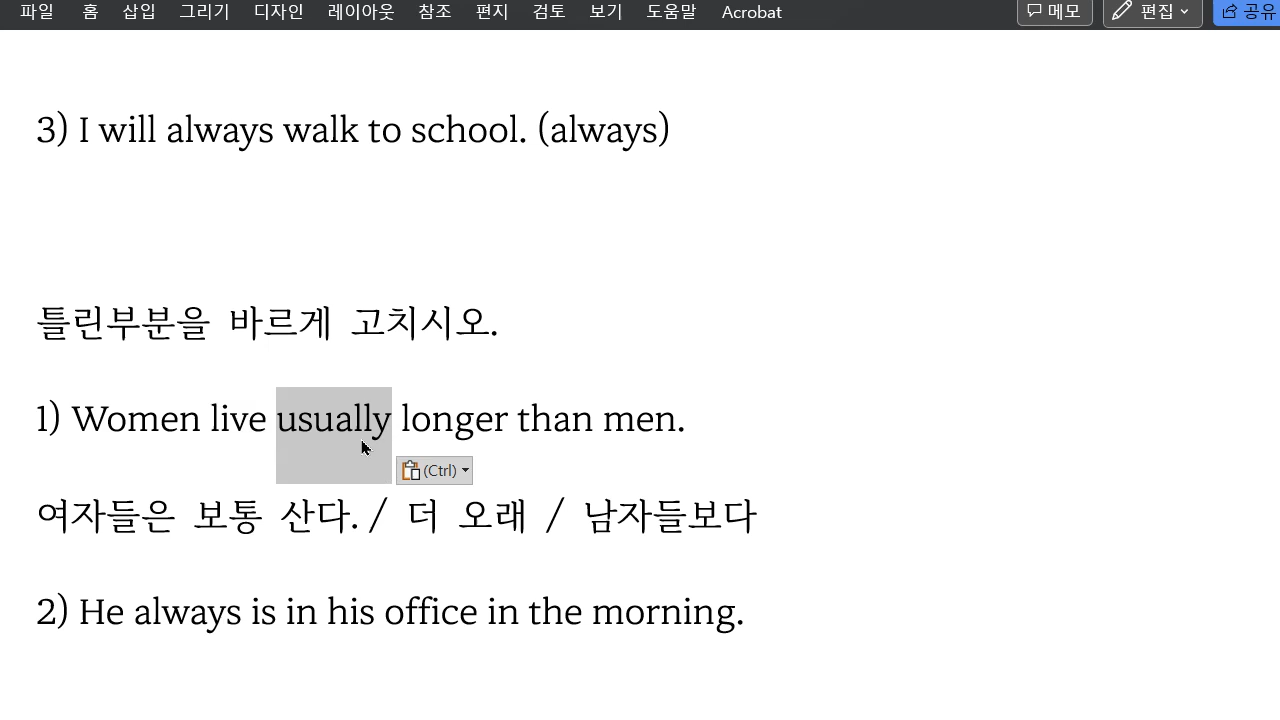 파일 홈 삽입 그리기 디자인 레이아웃 참조 편지 검토 보기 도움말 Acrobat 메모 편집 공유
3) I will always walk to school. (always)
틀린부분을 바르게 고치시오.
1) Women live usually longer than men.
(Ctrl)
여자들은 보통 산다. / 더 오래 / 남자들보다
2) He always is in his office in the morning.